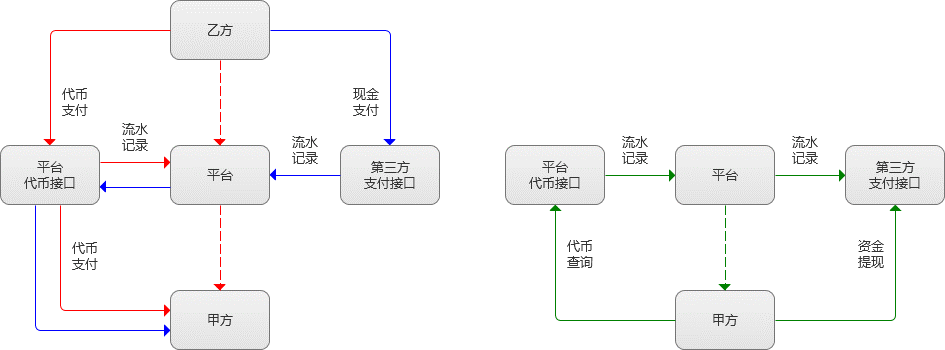 乙方
代币
支付
现金
支付
流水
记录
流水
记录
平台
代币接口
平台
第三方
支付接口
代币
支付
甲方
流水
记录
流水
记录
平台
代币接口
平台
第三方
支付接口
代币
查询
资金
提现
甲方